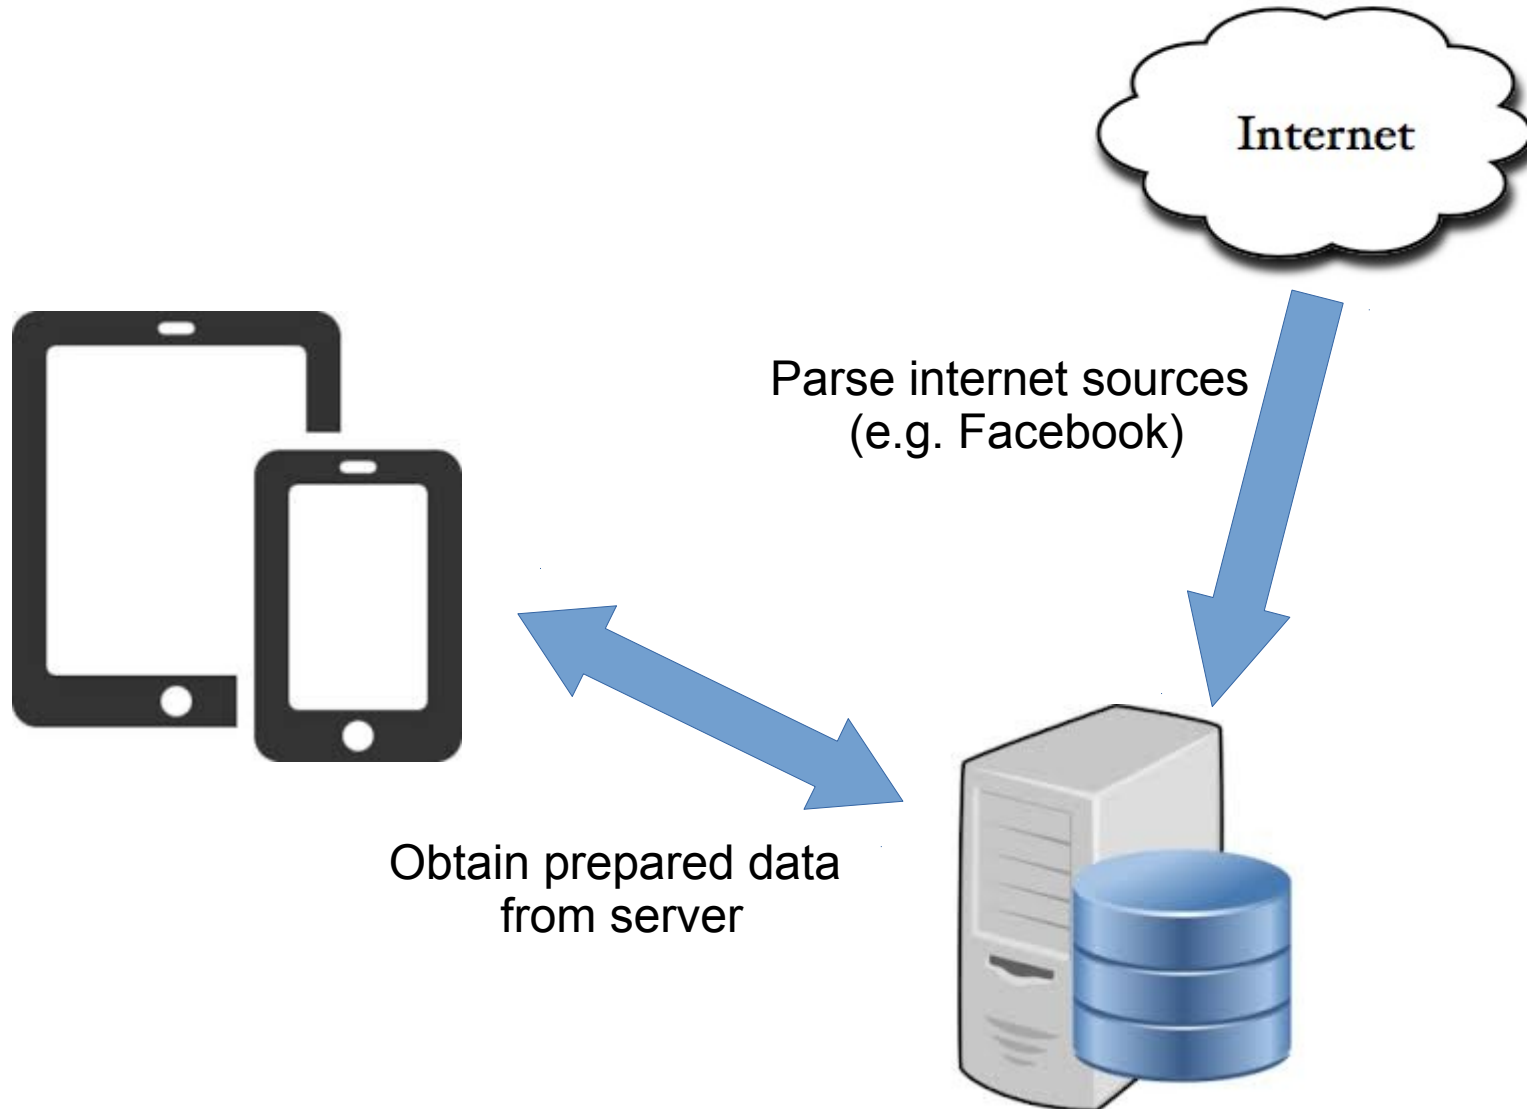 Internet
Parse internet sources
(e.g. Facebook)
Obtain prepared data
from server